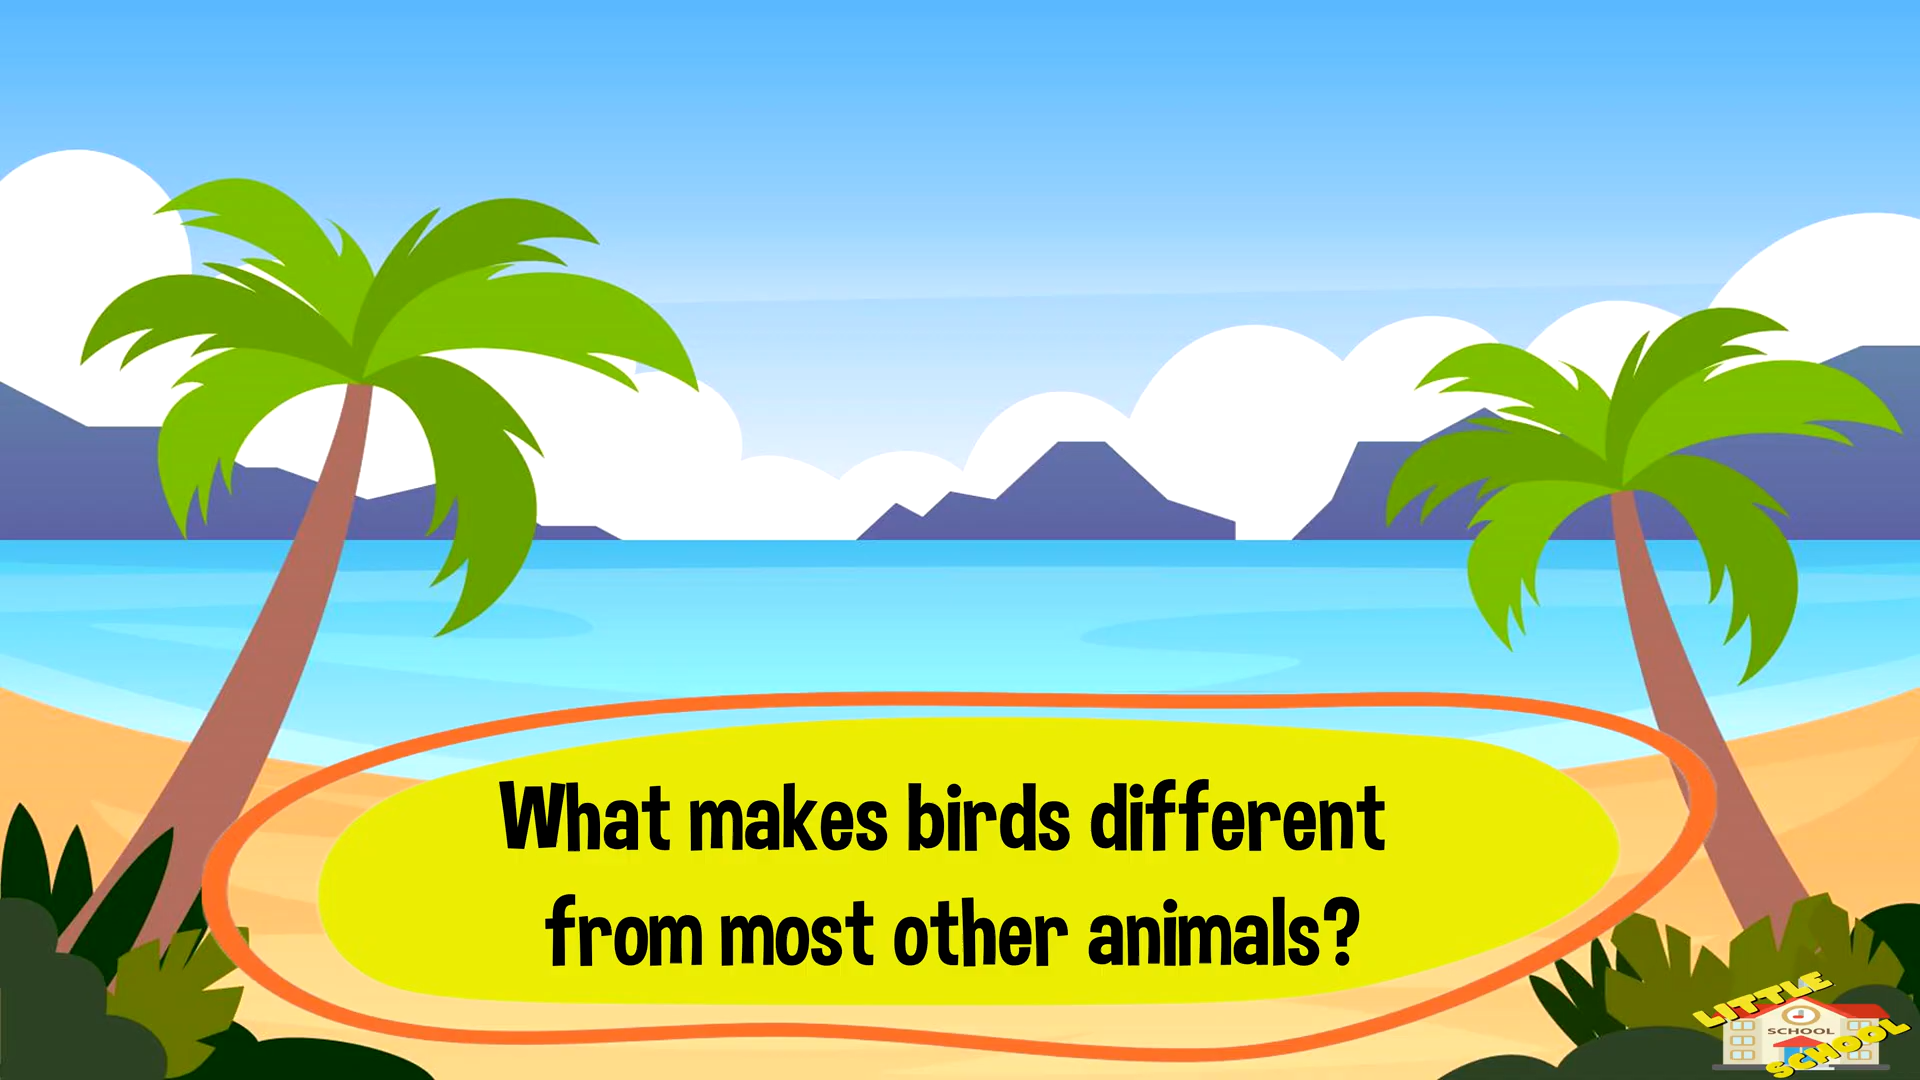 What makes birds different
from most other animals?
LITTLE
SCHOOL
SCHOOL